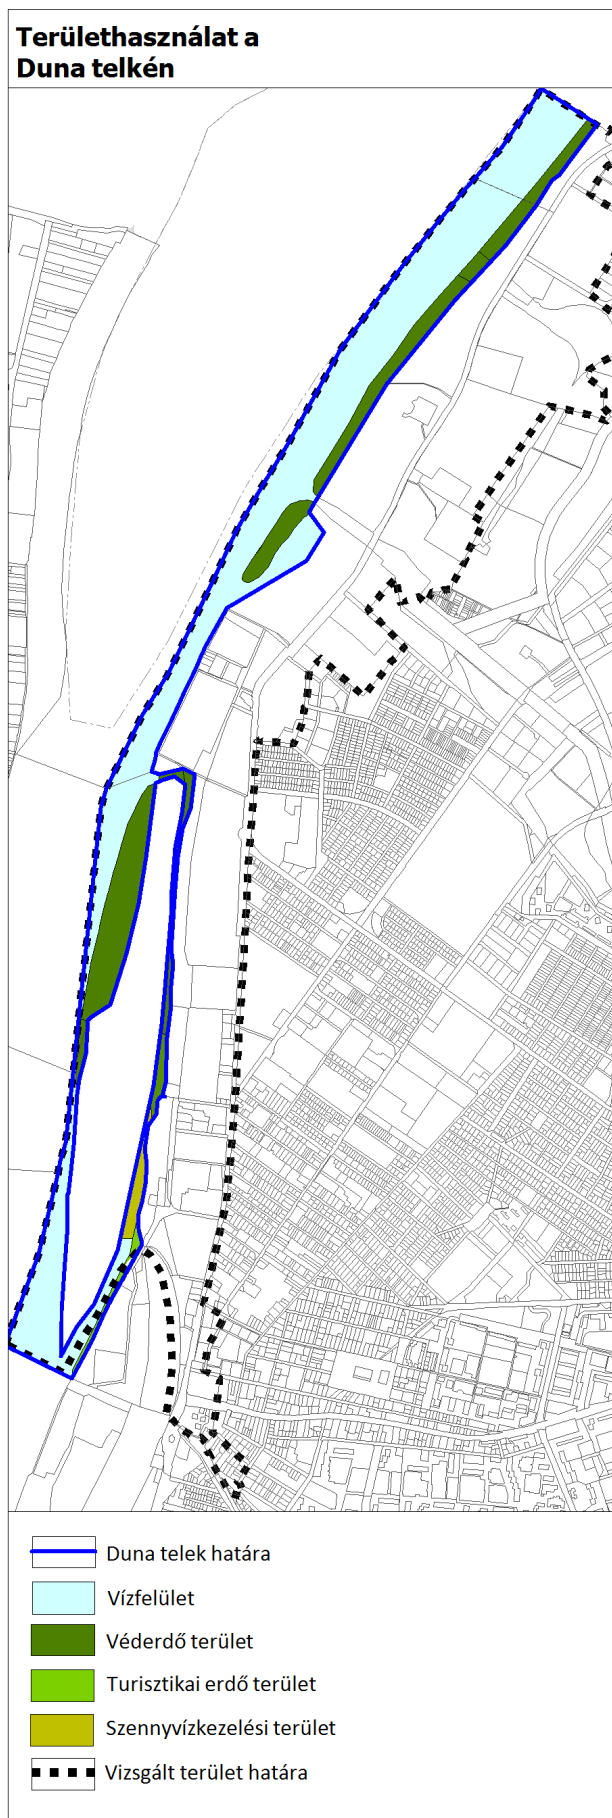 Területhasználat a
Duna telkén
Duna telek határa
Vízfelület
Véderdő terület
Turisztikai erdő terület
Szennyvízkezelési terület
Vizsgált terület határa